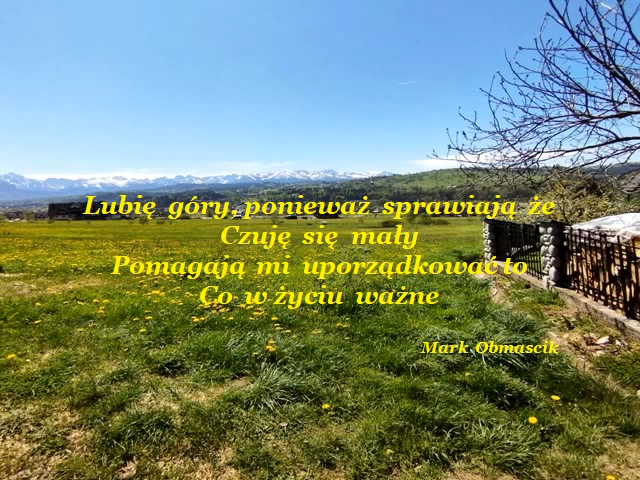 Lubię góry, ponieważ sprawiają że
Czuję się mały
Pomagają mi uporządkować to
Co w życiu ważne
Mark Obmascik